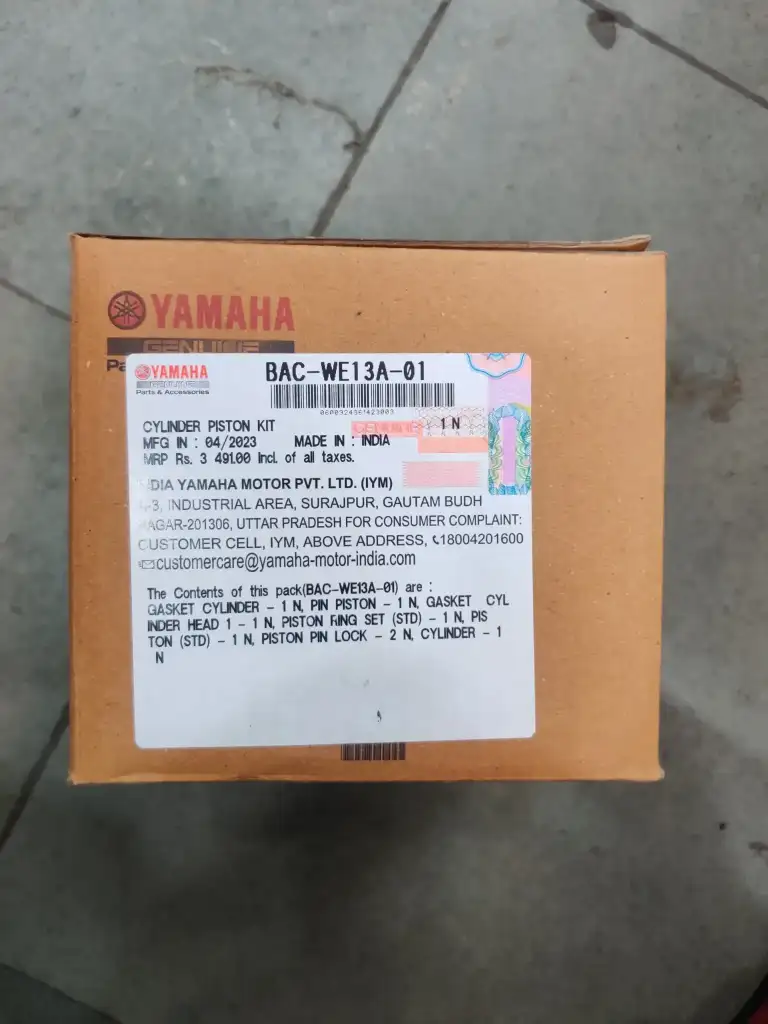 YAMAHA
GENUINE
Pa
YAMAHA
Parts & Accessories
BAC-WE13A-01
CYLINDER PISTON KIT
1 N
MFG IN : 04/2023 MADE IN : INDIA
MRP Rs. 3 491.00 Incl. of all taxes.
NDIA YAMAHA MOTOR PVT. LTD. (IYM)
-3, INDUSTRIAL AREA, SURAJPUR, GAUTAM BUDH
AGAR-201306, UTTAR PRADESH FOR CONSUMER COMPLAINT:
CUSTOMER CELL, IYM, ABOVE ADDRESS, 18004201600
customercare@yamaha-motor-india.com
The Contents of this pack(BAC-WE13A-01) are :
GASKET CYLINDER - 1 N, PIN PISTON - 1 N, GASKET CYL
INDER HEAD 1 - 1 N, PISTON RING SET (STD) - 1 N, PIS
TON (STD) - 1 N, PISTON PIN LOCK - 2 N, CYLINDER - 1
N